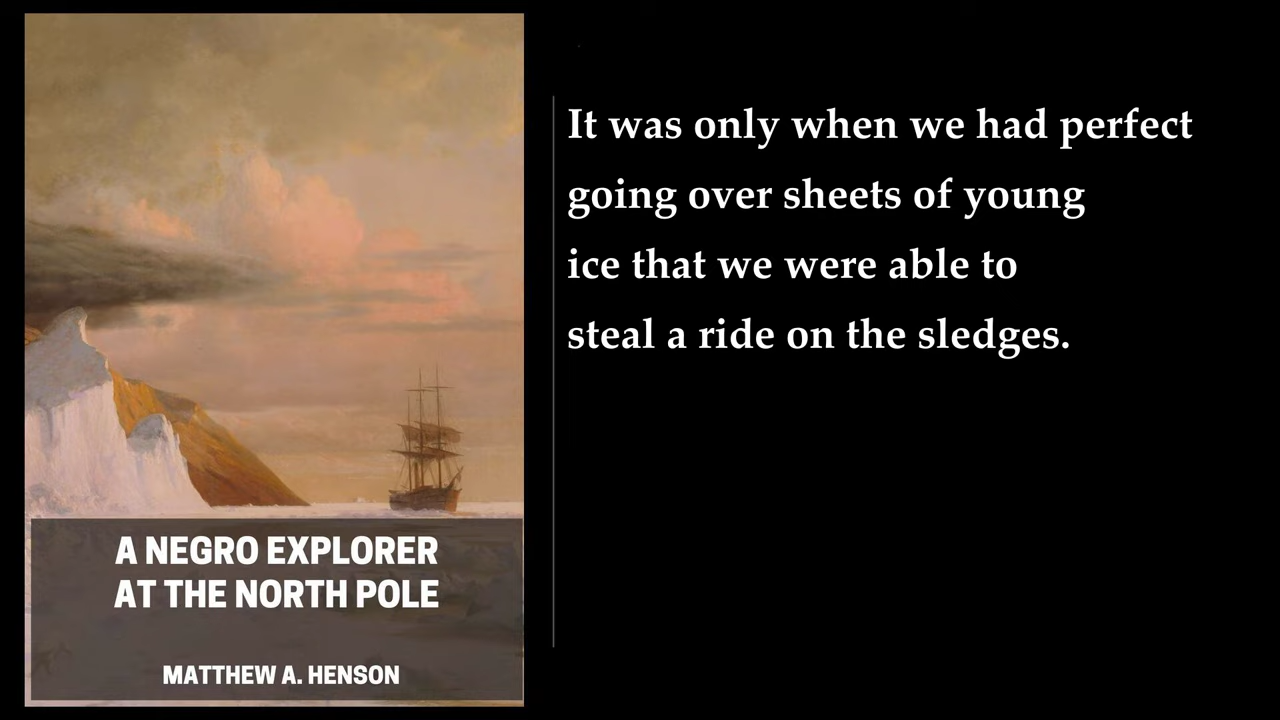 It was only when we had perfect
going over sheets of young
ice that we were able to
steal a ride on the sledges.
A NEGRO EXPLORER
AT THE NORTH POLE
MATTHEW A. HENSON